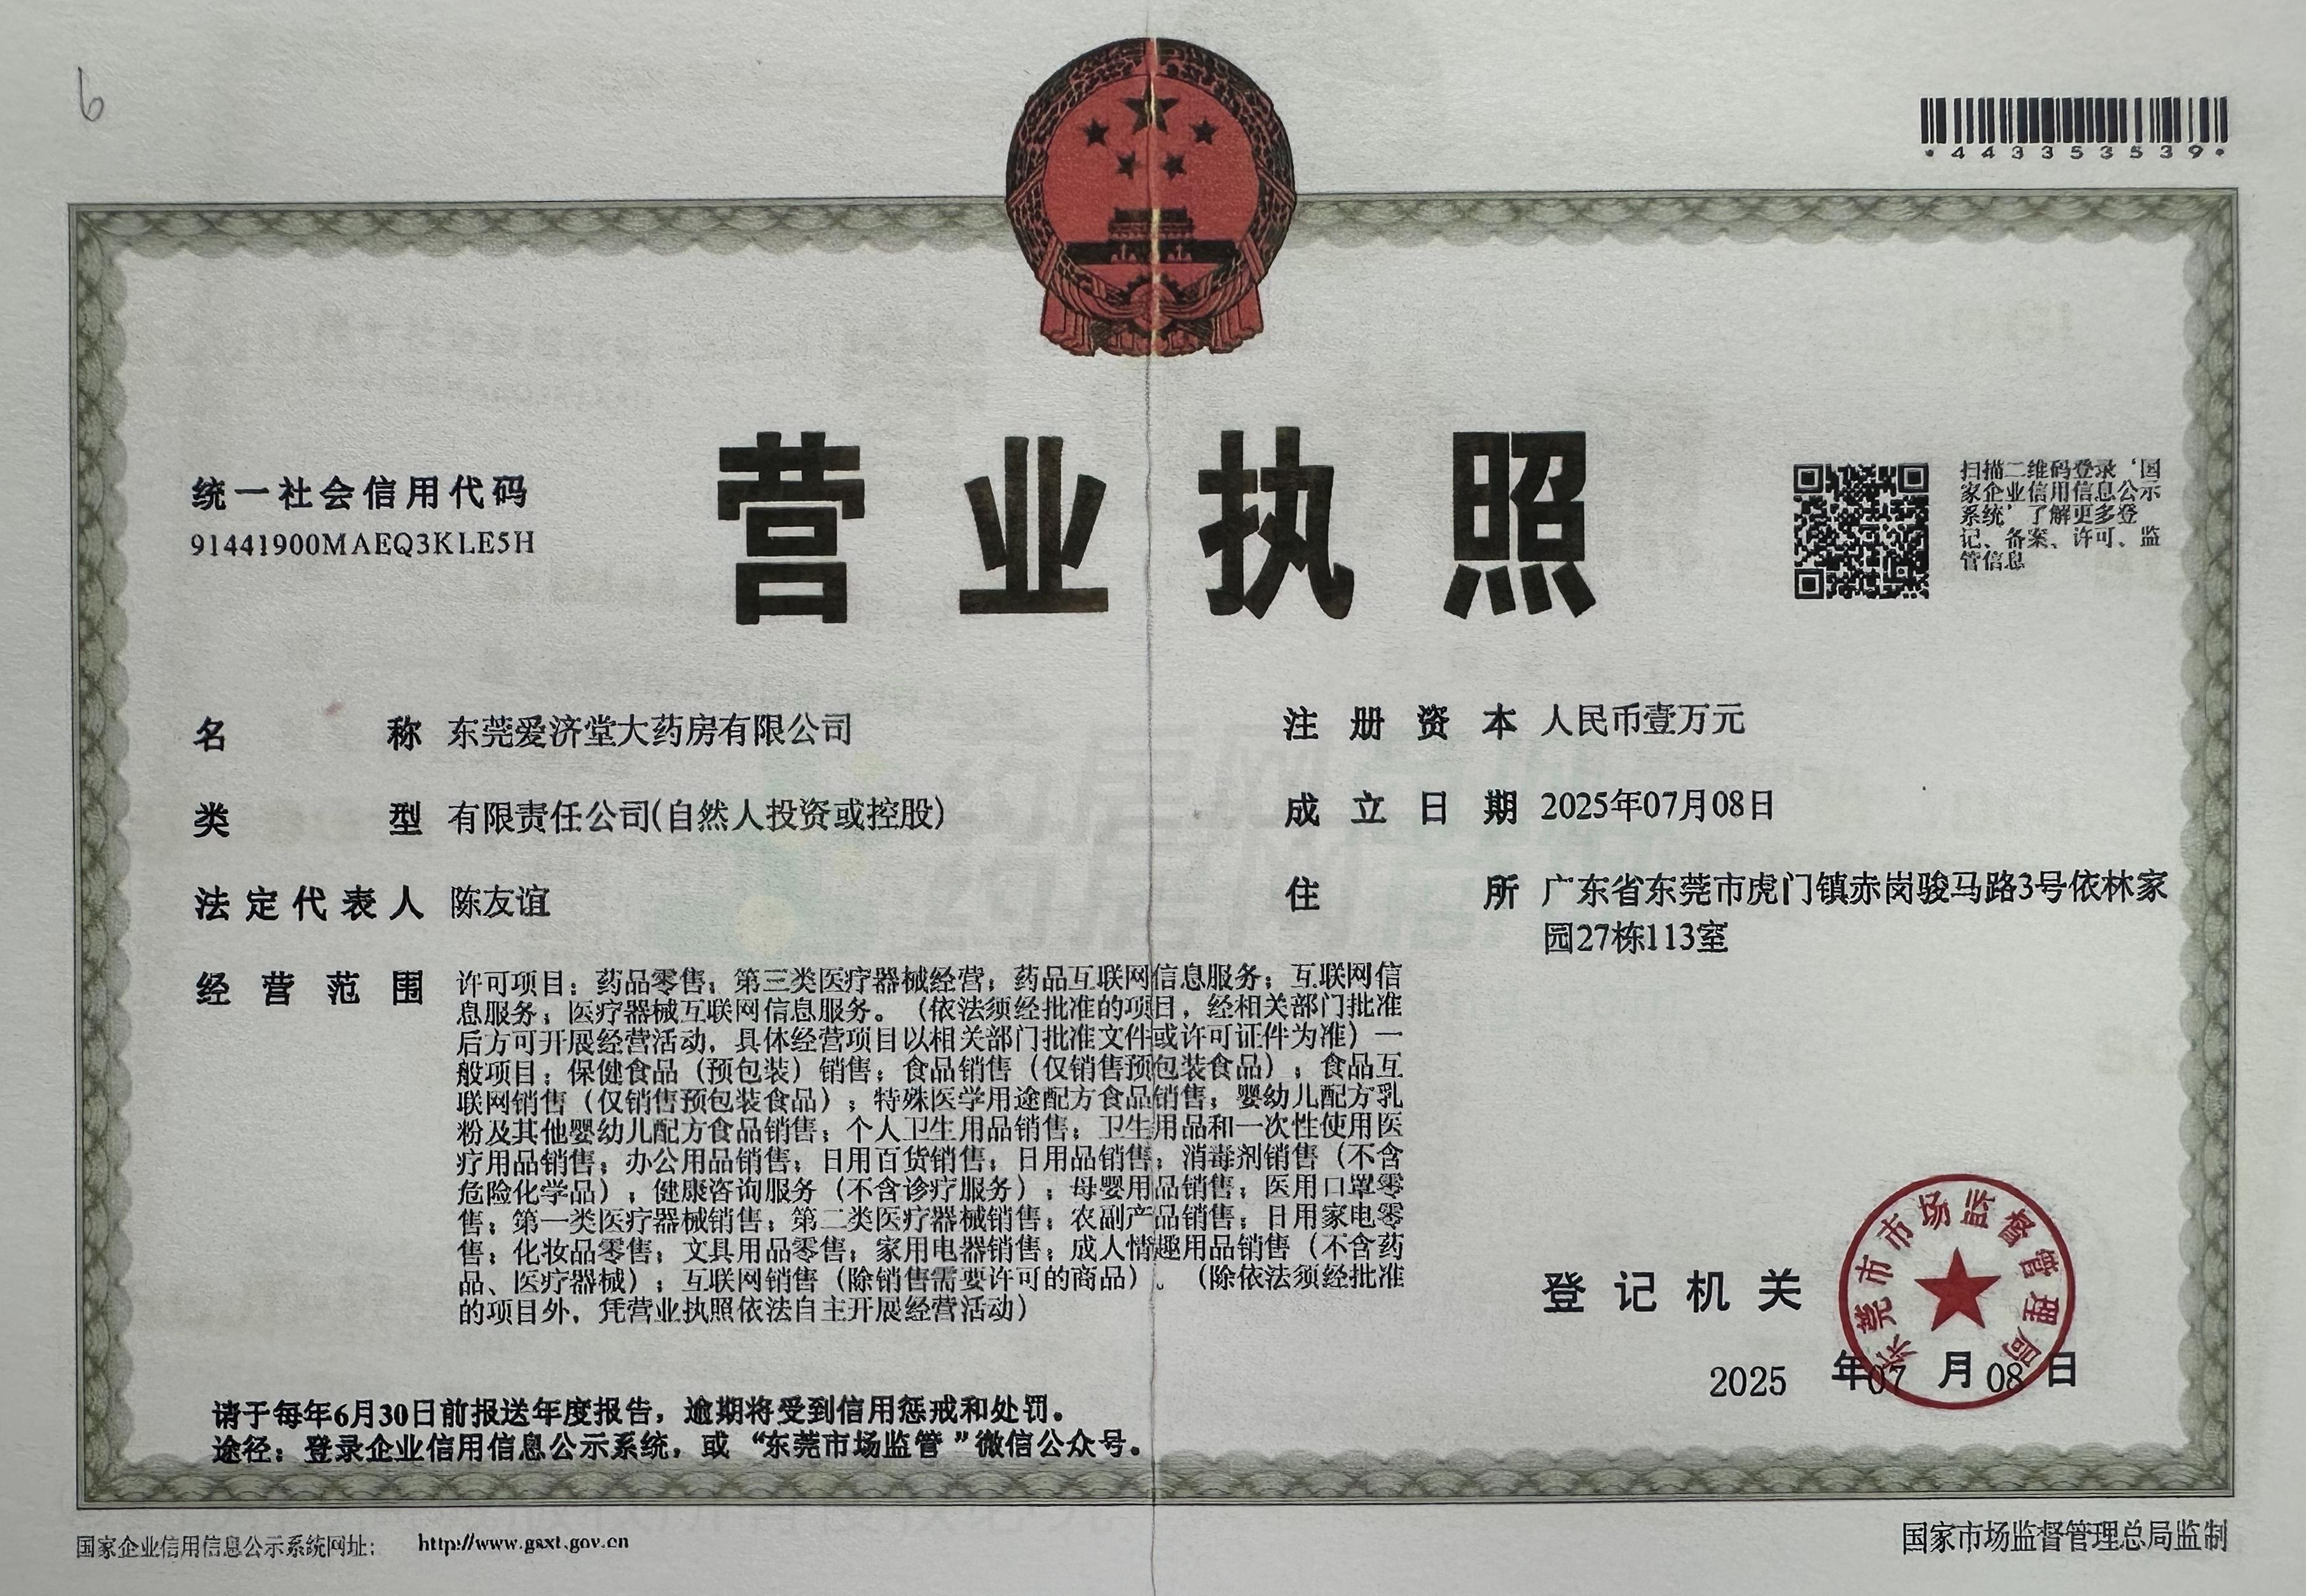 6
*443353539*
营业执照
统一社会信用代码
91441900MAEQ3KLE5H
扫描二维码登录‘国
家企业信用信息公示
系统’了解更多登
记、备案、许可、监
管信息
名称 东莞爱济堂大药房有限公司
类型 有限责任公司(自然人投资或控股)
法定代表人 陈友谊
注册资本 人民币壹万元
成立日期 2025年07月08日
住所 广东省东莞市虎门镇赤岗骏马路3号依林家
园27栋113室
经营范围 许可项目：药品零售；第三类医疗器械经营；药品互联网信息服务；互联网信
息服务；医疗器械互联网信息服务。（依法须经批准的项目，经相关部门批准
后方可开展经营活动，具体经营项目以相关部门批准文件或许可证件为准）一
般项目：保健食品（预包装）销售；食品销售（仅销售预包装食品）；食品互
联网销售（仅销售预包装食品）；特殊医学用途配方食品销售；婴幼儿配方乳
粉及其他婴幼儿配方食品销售；个人卫生用品销售；卫生用品和一次性使用医
疗用品销售；办公用品销售；日用百货销售；日用品销售；消毒剂销售（不含
危险化学品）；健康咨询服务（不含诊疗服务）；母婴用品销售；医用口罩零
售；第一类医疗器械销售；第二类医疗器械销售；农副产品销售；日用家电零
售；化妆品零售；文具用品零售；家用电器销售；成人情趣用品销售（不含药
品、医疗器械）；互联网销售（除销售需要许可的商品）。（除依法须经批准
的项目外，凭营业执照依法自主开展经营活动）
登记机关
东莞市市场监督管理局
2025年07月08日
请于每年6月30日前报送年度报告，逾期将受到信用惩戒和处罚。
途径：登录企业信用信息公示系统，或“东莞市场监管”微信公众号。
国家企业信用信息公示系统网址： http://www.gsxt.gov.cn
国家市场监督管理总局监制